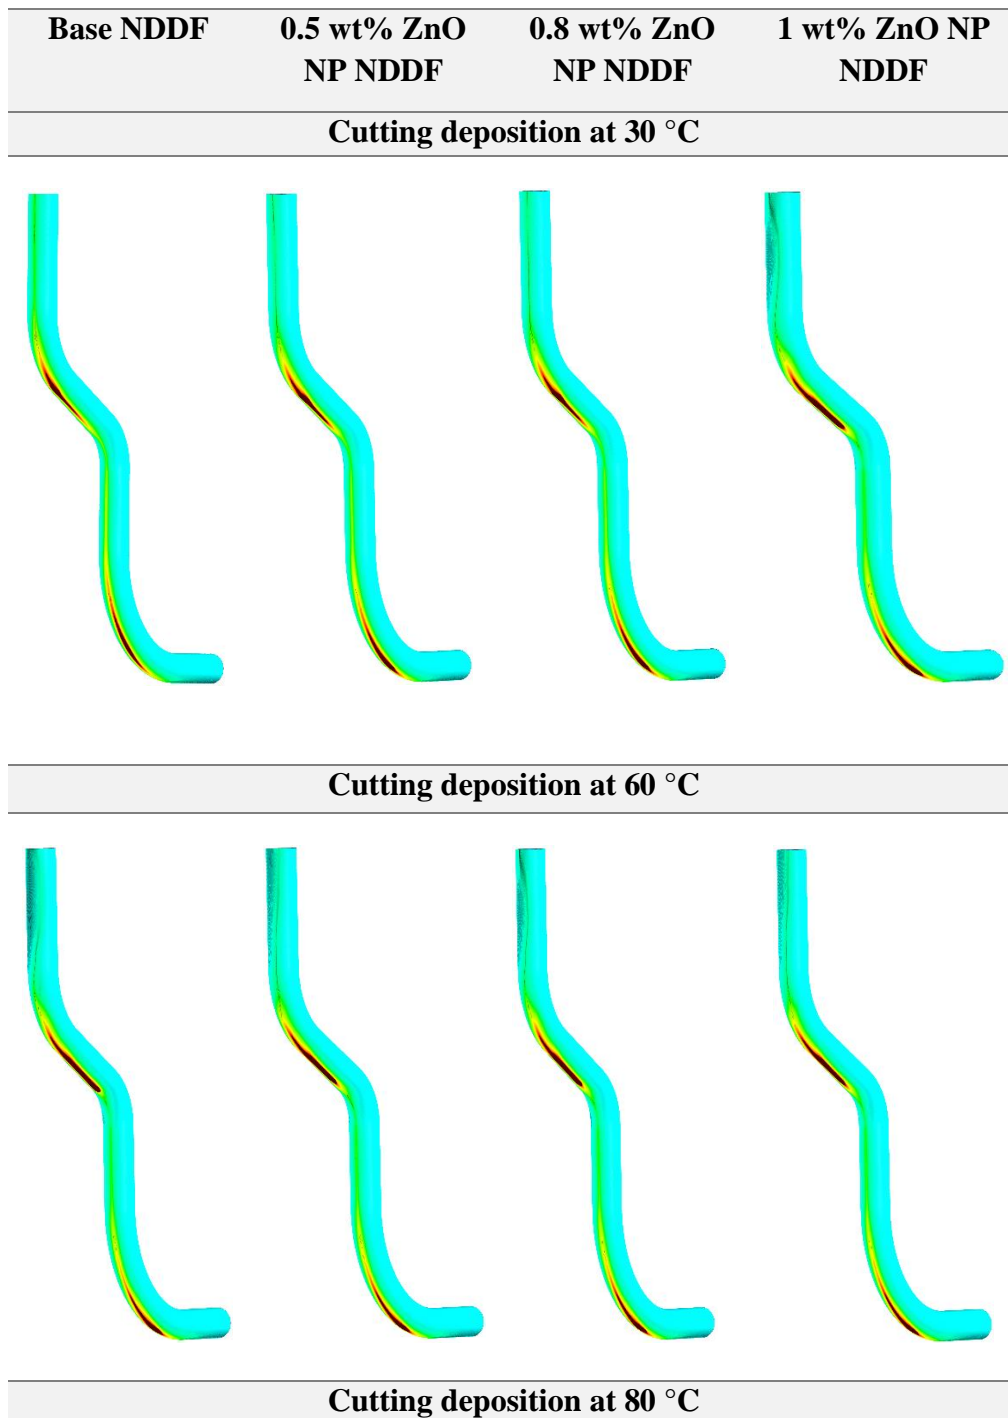 Base NDDF
0.5 wt% ZnO
NP NDDF
0.8 wt% ZnO
NP NDDF
1 wt% ZnO NP
NDDF
Cutting deposition at 30 °C
Cutting deposition at 60 °C
Cutting deposition at 80 °C